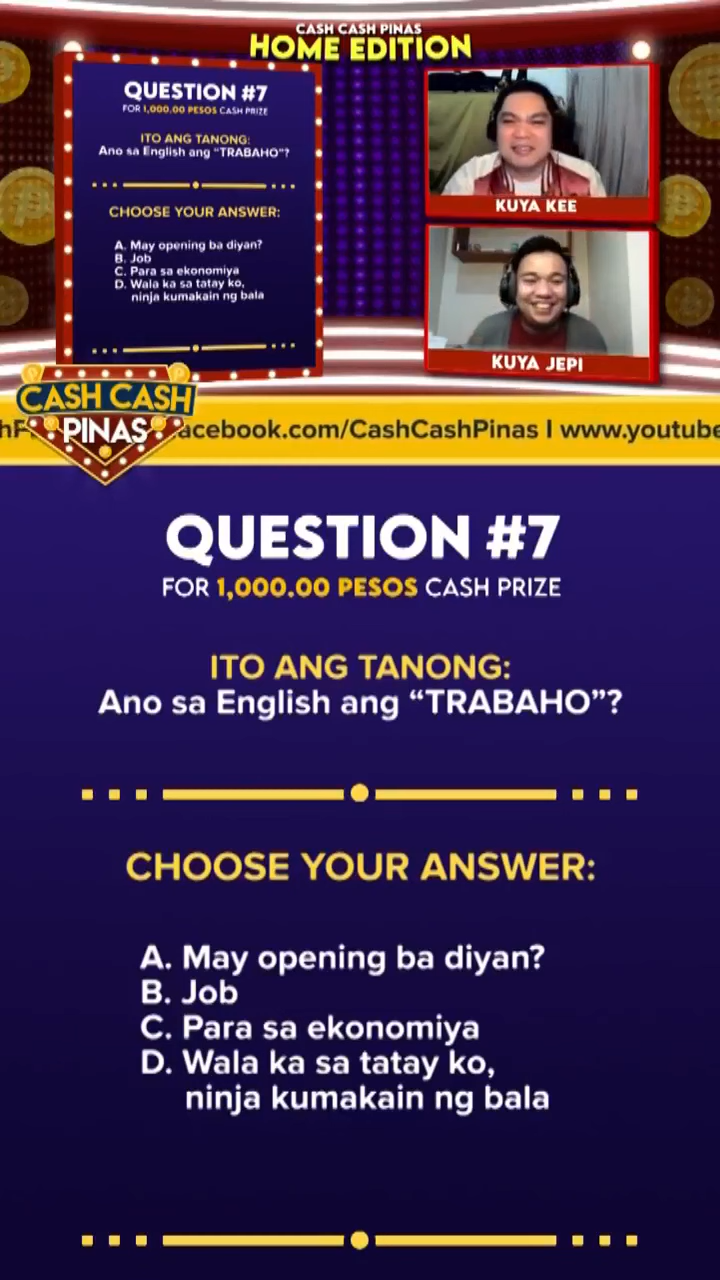 CASH CASH PINAS
HOME EDITION
QUESTION #7
FOR 1,000.00 PESOS CASH PRIZE
ITO ANG TANONG:
Ano sa English ang “TRABAHO”?
CHOOSE YOUR ANSWER:
A. May opening ba diyan?
B. Job
C. Para sa ekonomiya
D. Wala ka sa tatay ko,
ninja kumakain ng bala
KUYA KEE
KUYA JEPI
CASH CASH
PINAS
acebook.com/CashCashPinas I www.youtube
QUESTION #7
FOR 1,000.00 PESOS CASH PRIZE
ITO ANG TANONG:
Ano sa English ang “TRABAHO”?
CHOOSE YOUR ANSWER:
A. May opening ba diyan?
B. Job
C. Para sa ekonomiya
D. Wala ka sa tatay ko,
ninja kumakain ng bala